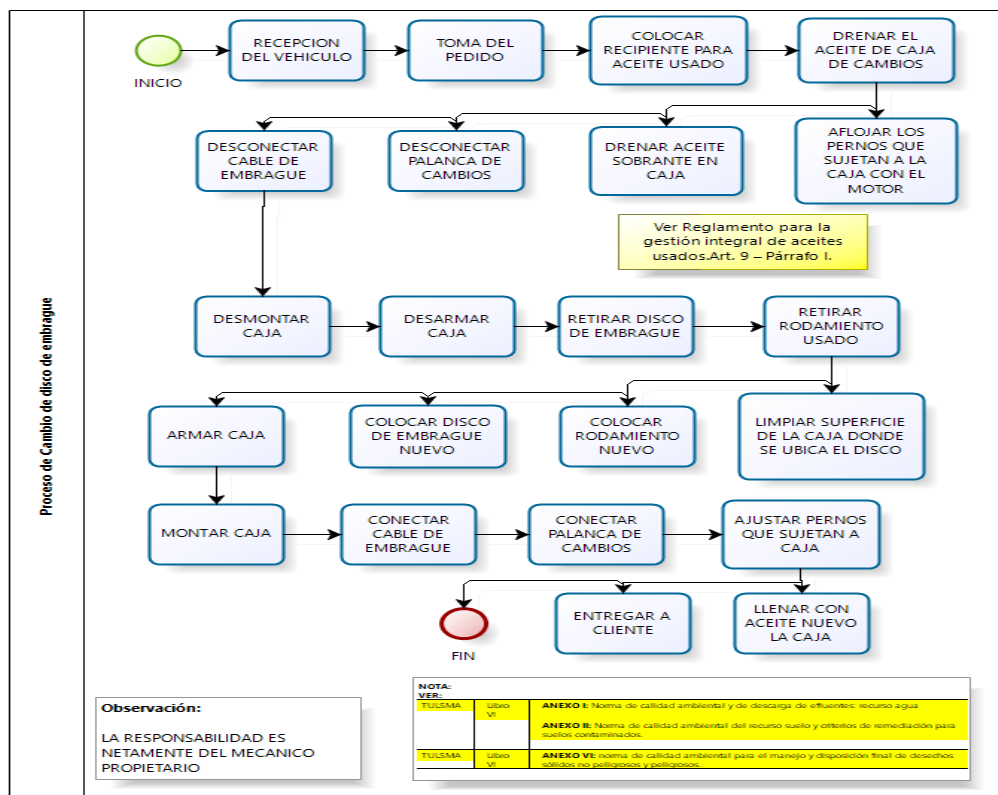 Proceso de Cambio de disco de embrague
INICIO
RECEPCION
DEL VEHICULO
TOMA DEL
PEDIDO
COLOCAR
RECIPIENTE PARA
ACEITE USADO
DRENAR EL
ACEITE DE CAJA
DE CAMBIOS
DESCONECTAR
CABLE DE
EMBRAGUE
DESCONECTAR
PALANCA DE
CAMBIOS
DRENAR ACEITE
SOBRANTE EN
CAJA
AFLOJAR LOS
PERNOS QUE
SUJETAN A LA
CAJA CON EL
MOTOR
Ver Reglamento para la
gestión integral de aceites
usados.Art. 9 – Párrafo I.
DESMONTAR
CAJA
DESARMAR
CAJA
RETIRAR DISCO
DE EMBRAGUE
RETIRAR
RODAMIENTO
USADO
ARMAR CAJA
COLOCAR DISCO
DE EMBRAGUE
NUEVO
COLOCAR
RODAMIENTO
NUEVO
LIMPIAR SUPERFICIE
DE LA CAJA DONDE
SE UBICA EL DISCO
MONTAR CAJA
CONECTAR
CABLE DE
EMBRAGUE
CONECTAR
PALANCA DE
CAMBIOS
AJUSTAR PERNOS
QUE SUJETAN A
CAJA
FIN
ENTREGAR A
CLIENTE
LLENAR CON
ACEITE NUEVO
LA CAJA
Observación:
LA RESPONSABILIDAD ES
NETAMENTE DEL MECANICO
PROPIETARIO
NOTA:
VER:
TULSMA
Libro
VI
ANEXO I: Norma de calidad ambiental y de descarga de efluentes: recurso agua
ANEXO II: Norma de calidad ambiental del recurso suelo y criterios de remediación para
suelos contaminados.
TULSMA
Libro
VI
ANEXO VI: norma de calidad ambiental para el manejo y disposición final de desechos
sólidos no peligrosos y peligrosos.